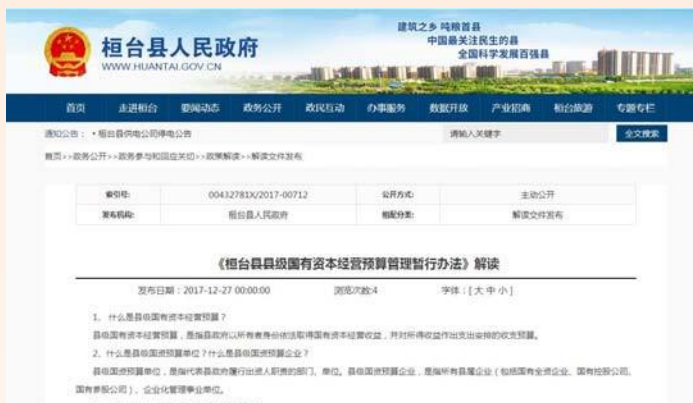 建筑之乡 吨粮首县
中国最关注民生的县
全国科学发展百强县
桓台县人民政府
WWW.HUANTAI.GOV.CN
首页 走进桓台 要闻动态 政务公开 政民互动 办事服务 数据开放 产业招商 桓台旅游 专题专栏
通知公告： • 桓台县供电公司停电公告 请输入关键字 全文搜索
首页>>政务公开>>政务参与和回应关切>>政策解读>>解读文件发布
索引号: 00432781X/2017-00712 公开方式: 主动公开
发布机构: 桓台县人民政府 相配分类: 解读文件发布
《桓台县县级国有资本经营预算管理暂行办法》解读
发布日期：2017-12-27 00:00:00 浏览次数:4 字体：[ 大 中 小 ]
1、什么是县级国有资本经营预算？
县级国有资本经营预算，是指县政府以所有者身份依法取得国有资本经营收益，并对所得收益作出支出安排的收支预算。
2、什么是县级国资预算单位？什么是县级国资预算企业？
县级国资预算单位，是指代表县政府履行出资人职责的部门、单位。县级国资预算企业，是指所有县属企业（包括国有全资企业、国有控股公司、
国有参股公司）、企业化管理事业单位。